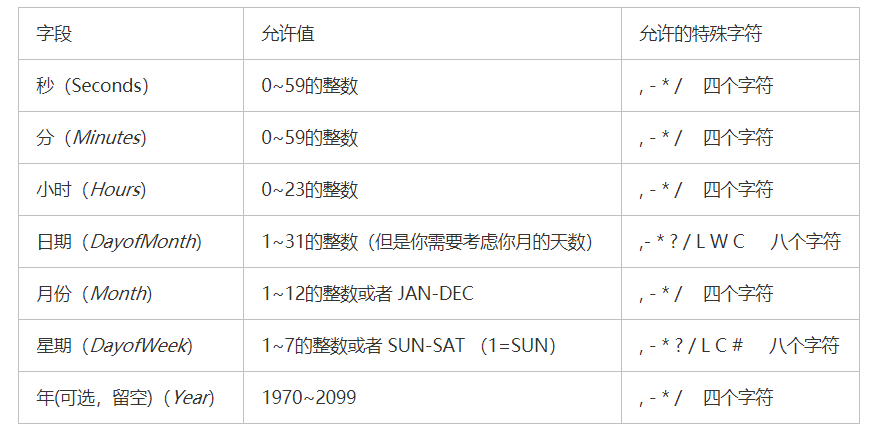 字段 允许值 允许的特殊字符
秒（Seconds） 0~59的整数 , - * / 四个字符
分（Minutes） 0~59的整数 , - * / 四个字符
小时（Hours） 0~23的整数 , - * / 四个字符
日期（DayofMonth） 1~31的整数（但是你需要考虑你月的天数） ,- * ? / L W C 八个字符
月份（Month） 1~12的整数或者 JAN-DEC , - * / 四个字符
星期（DayofWeek） 1~7的整数或者 SUN-SAT （1=SUN） , - * ? / L C # 八个字符
年(可选，留空)（Year） 1970~2099 , - * / 四个字符